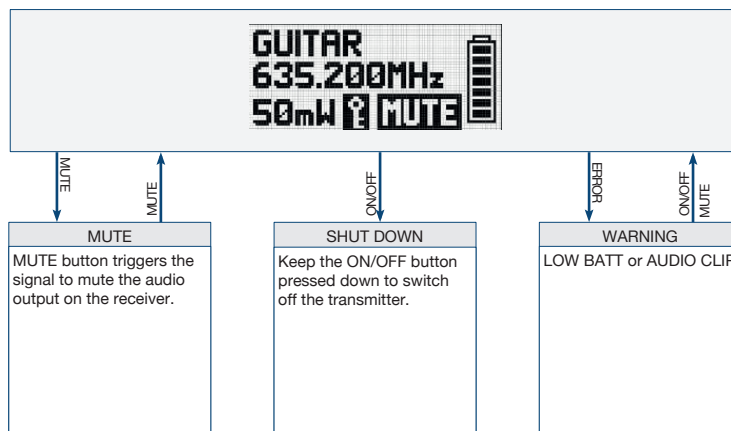 GUITAR
635.200MHz
50mW MUTE
MUTE
MUTE
ON/OFF
ERROR
ON/OFF
MUTE
MUTE
MUTE button triggers the
signal to mute the audio
output on the receiver.
SHUT DOWN
Keep the ON/OFF button
pressed down to switch
off the transmitter.
WARNING
LOW BATT or AUDIO CLIP